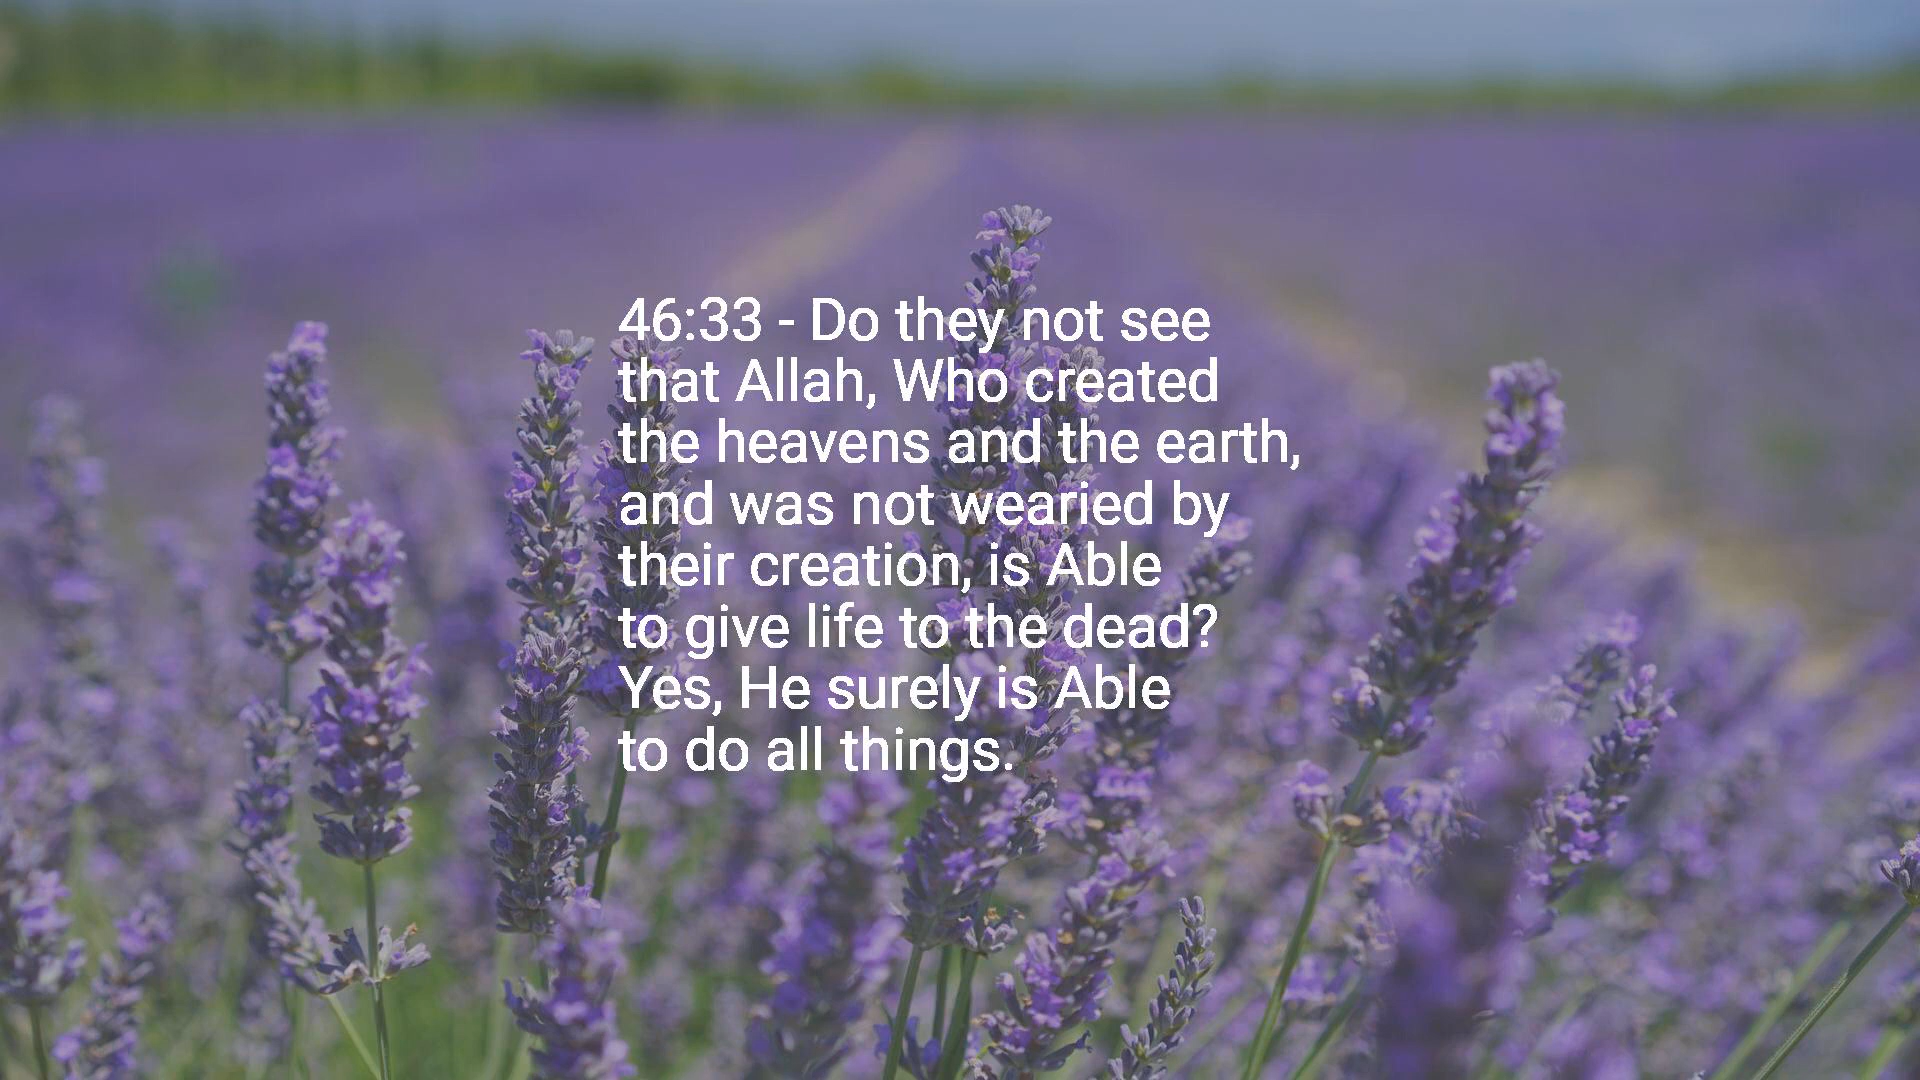 46:33 - Do they not see
that Allah, Who created
the heavens and the earth,
and was not wearied by
their creation, is Able
to give life to the dead?
Yes, He surely is Able
to do all things.